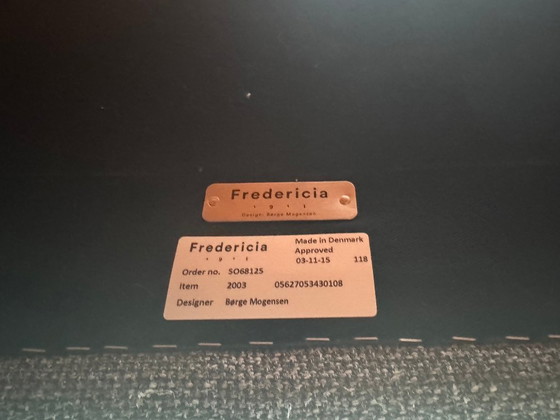 Fredericia
1 9 1 1
Design: Børge Mogensen
Fredericia
1 9 1 1
Made in Denmark
Approved
03-11-15 118
Order no. SO68125
Item 2003 05627053430108
Designer Børge Mogensen